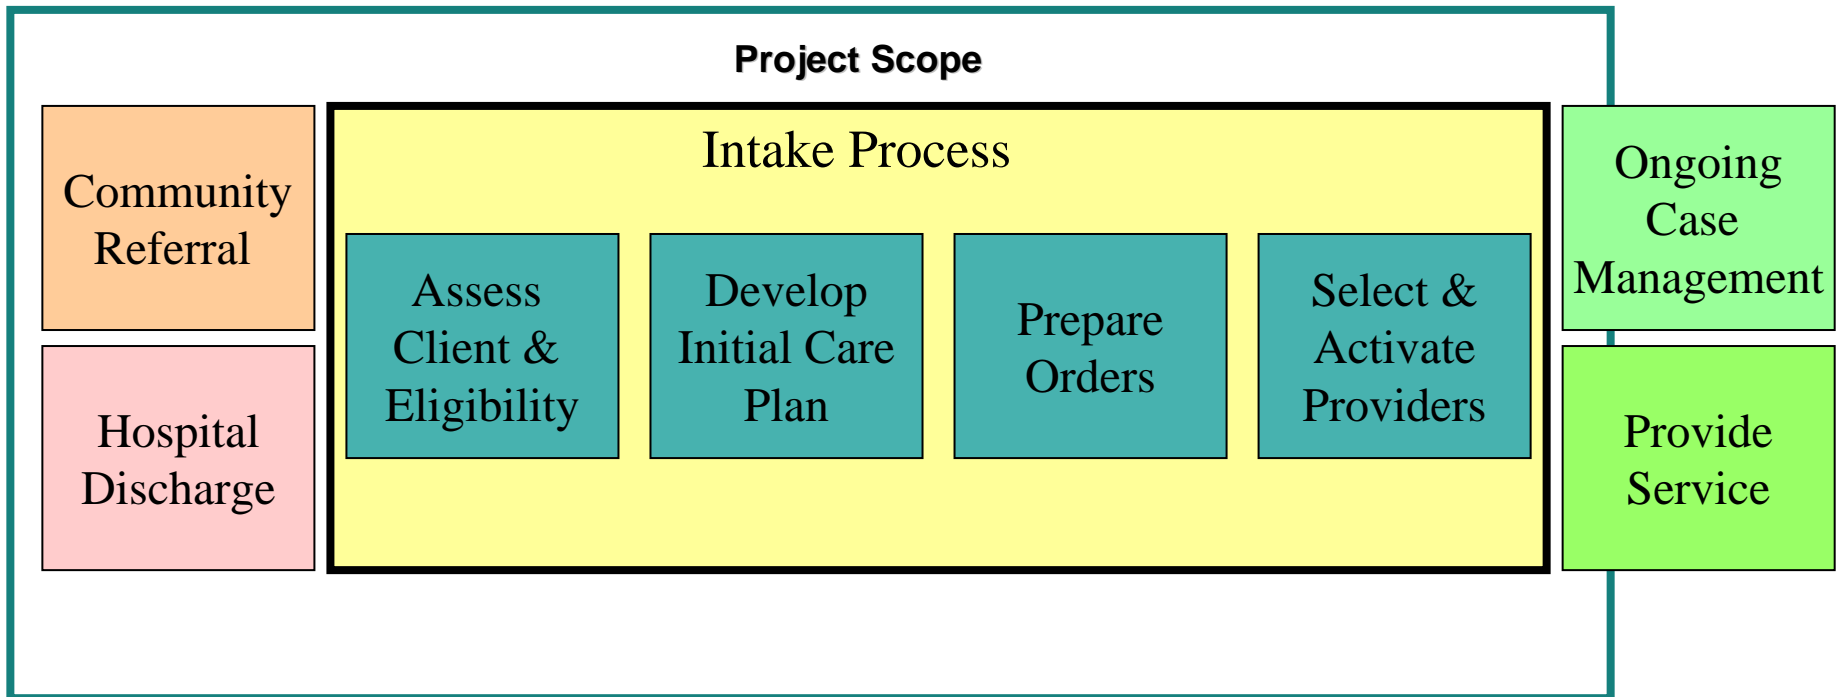 Project Scope
Community
Referral
Hospital
Discharge
Intake Process
Assess
Client &
Eligibility
Develop
Initial Care
Plan
Prepare
Orders
Select &
Activate
Providers
Ongoing
Case
Management
Provide
Service